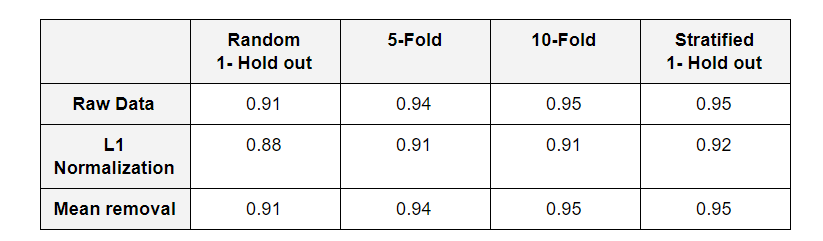 Random 5-Fold 10-Fold Stratified
1- Hold out 1- Hold out
Raw Data 0.91 0.94 0.95 0.95
L1 0.88 0.91 0.91 0.92
Normalization
Mean removal 0.91 0.94 0.95 0.95